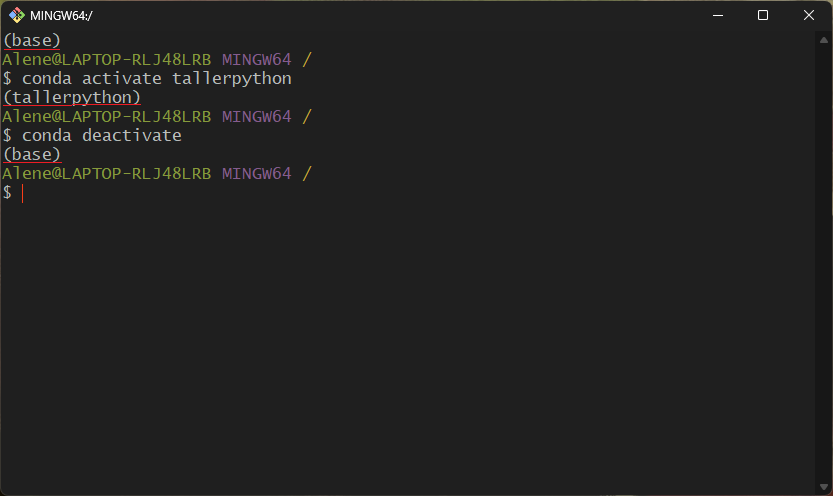 MINGW64:/
(base)
Alene@LAPTOP-RLJ48LRB MINGW64 /
$ conda activate tallerpython
(tallerpython)
Alene@LAPTOP-RLJ48LRB MINGW64 /
$ conda deactivate
(base)
Alene@LAPTOP-RLJ48LRB MINGW64 /
$